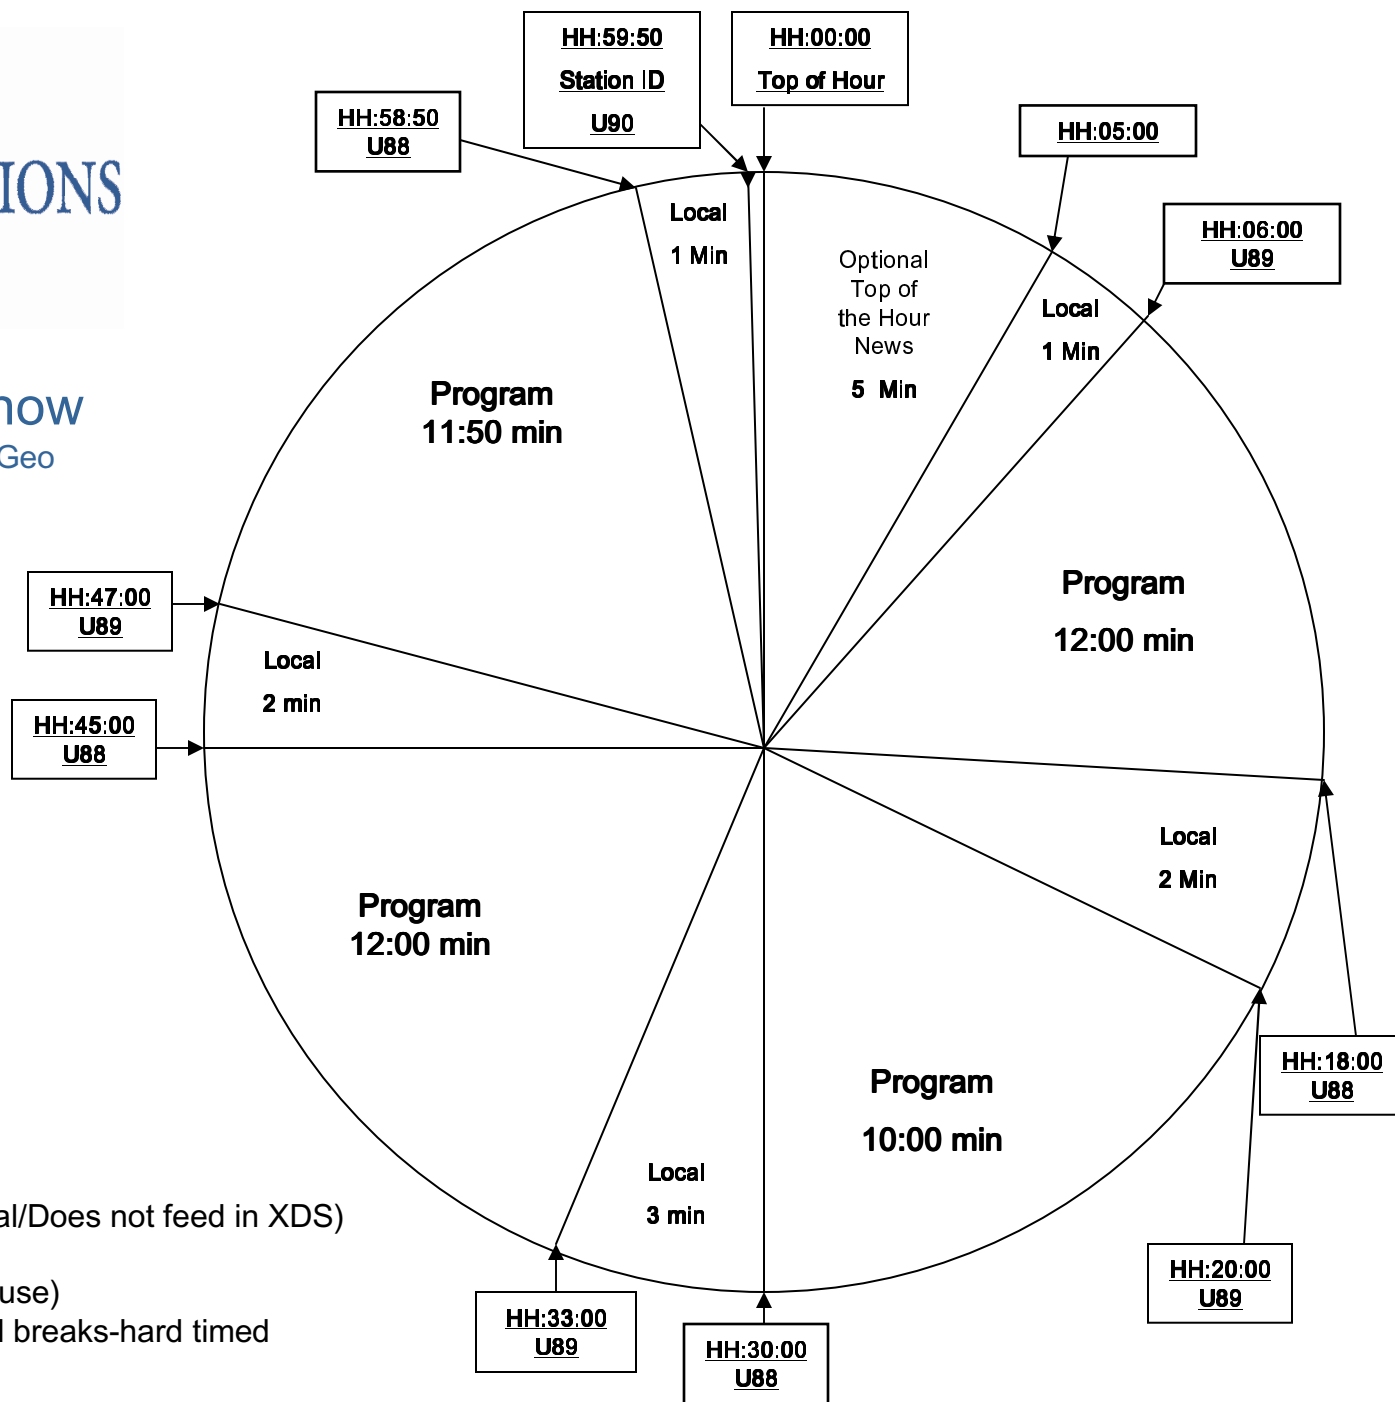 HH:59:50
Station ID
U90
HH:00:00
Top of Hour
HH:58:50
U88
HH:05:00
IONS
HH:06:00
U89
Local
1 Min
Optional
Top of
the Hour
News
5 Min
Local
1 Min
how
Geo
Program
11:50 min
HH:47:00
U89
Program
12:00 min
Local
2 min
HH:45:00
U88
Local
2 Min
Program
12:00 min
HH:18:00
U88
Program
10:00 min
Local
3 min
al/Does not feed in XDS)
HH:20:00
U89
use)
l breaks-hard timed
HH:33:00
U89
HH:30:00
U88